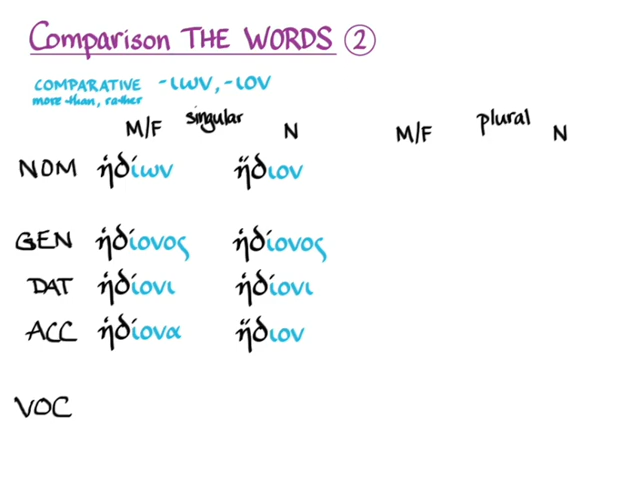 Comparison THE WORDS ②
COMPARATIVE -ιων, -ιον
more than, rather
singular plural
M/F N M/F N
NOM ἡδίων ἥδιον
GEN ἡδίονος ἡδίονος
DAT ἡδίονι ἡδίονι
ACC ἡδίονα ἥδιον
VOC